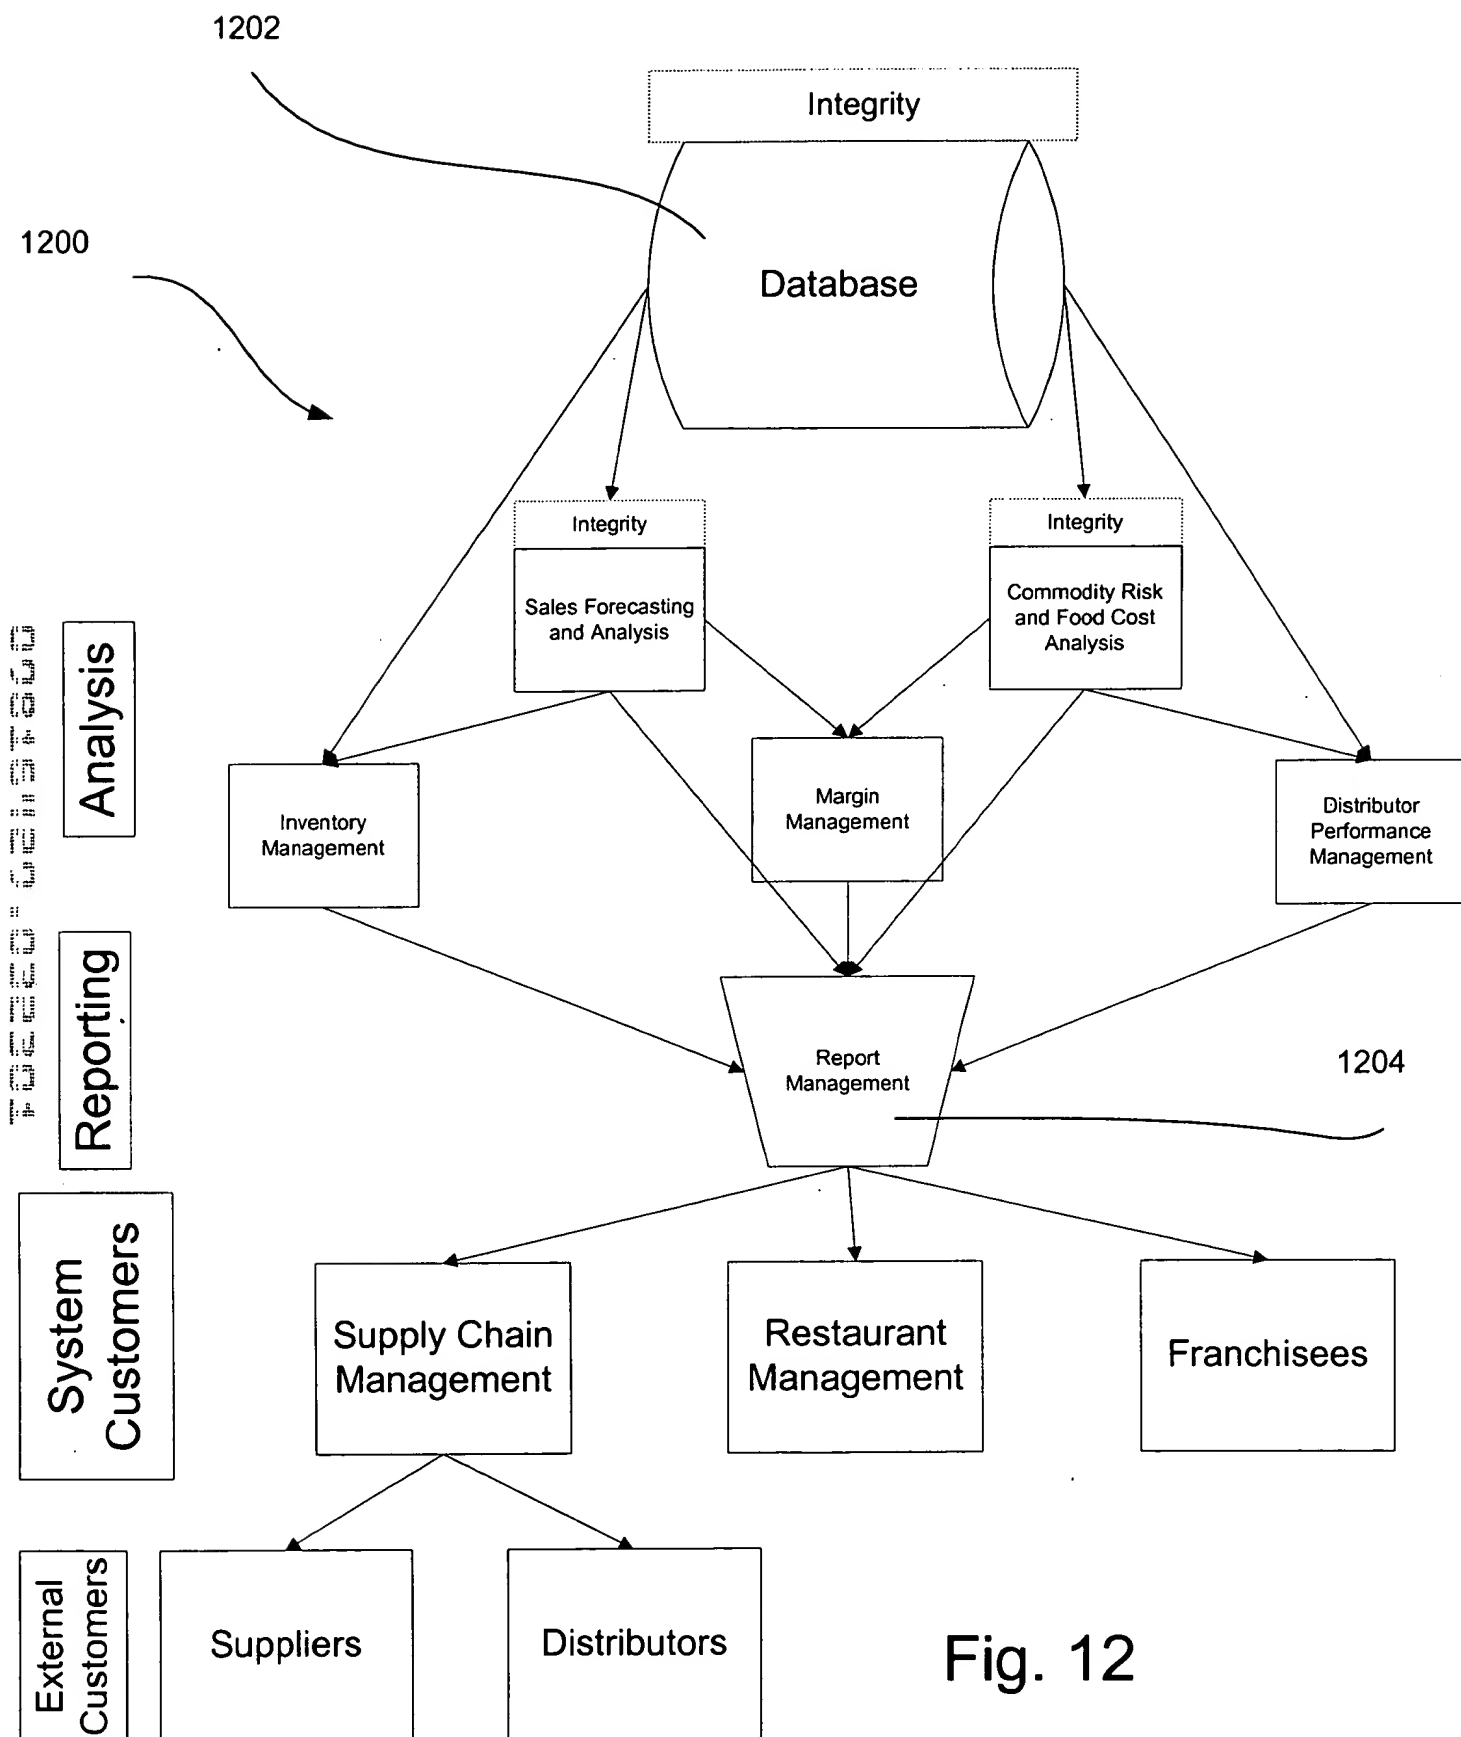 1202
Integrity
1200
Database
Integrity
Integrity
Sales Forecasting
and Analysis
Commodity Risk
and Food Cost
Analysis
Analysis
Inventory
Management
Margin
Management
Distributor
Performance
Management
Reporting
Report
Management
1204
System
Customers
Supply Chain
Management
Restaurant
Management
Franchisees
External
Customers
Suppliers
Distributors
Fig. 12